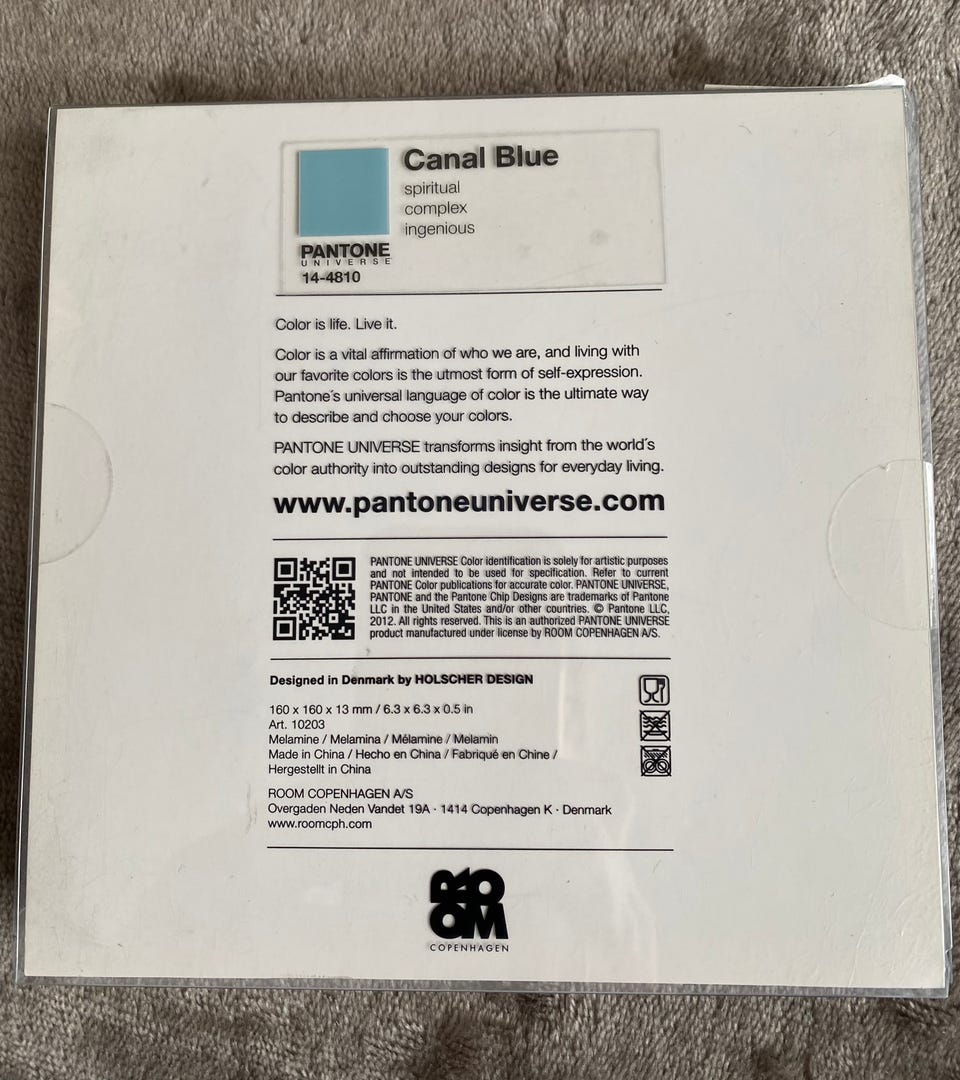 Canal Blue
spiritual
complex
ingenious
PANTONE
UNIVERSE
14-4810
Color is life. Live it.
Color is a vital affirmation of who we are, and living with
our favorite colors is the utmost form of self-expression.
Pantone´s universal language of color is the ultimate way
to describe and choose your colors.
PANTONE UNIVERSE transforms insight from the world´s
color authority into outstanding designs for everyday living.
www.pantoneuniverse.com
PANTONE UNIVERSE Color identification is solely for artistic purposes
and not intended to be used for specification. Refer to current
PANTONE Color publications for accurate color. PANTONE UNIVERSE,
PANTONE and the Pantone Chip Designs are trademarks of Pantone
LLC in the United States and/or other countries. © Pantone LLC,
2012. All rights reserved. This is an authorized PANTONE UNIVERSE
product manufactured under license by ROOM COPENHAGEN A/S.
Designed in Denmark by HOLSCHER DESIGN
160 x 160 x 13 mm / 6.3 x 6.3 x 0.5 in
Art. 10203
Melamine / Melamina / Mélamine / Melamin
Made in China / Hecho en China / Fabriqué en Chine /
Hergestellt in China
ROOM COPENHAGEN A/S
Overgaden Neden Vandet 19A · 1414 Copenhagen K · Denmark
www.roomcph.com
ROOM
COPENHAGEN